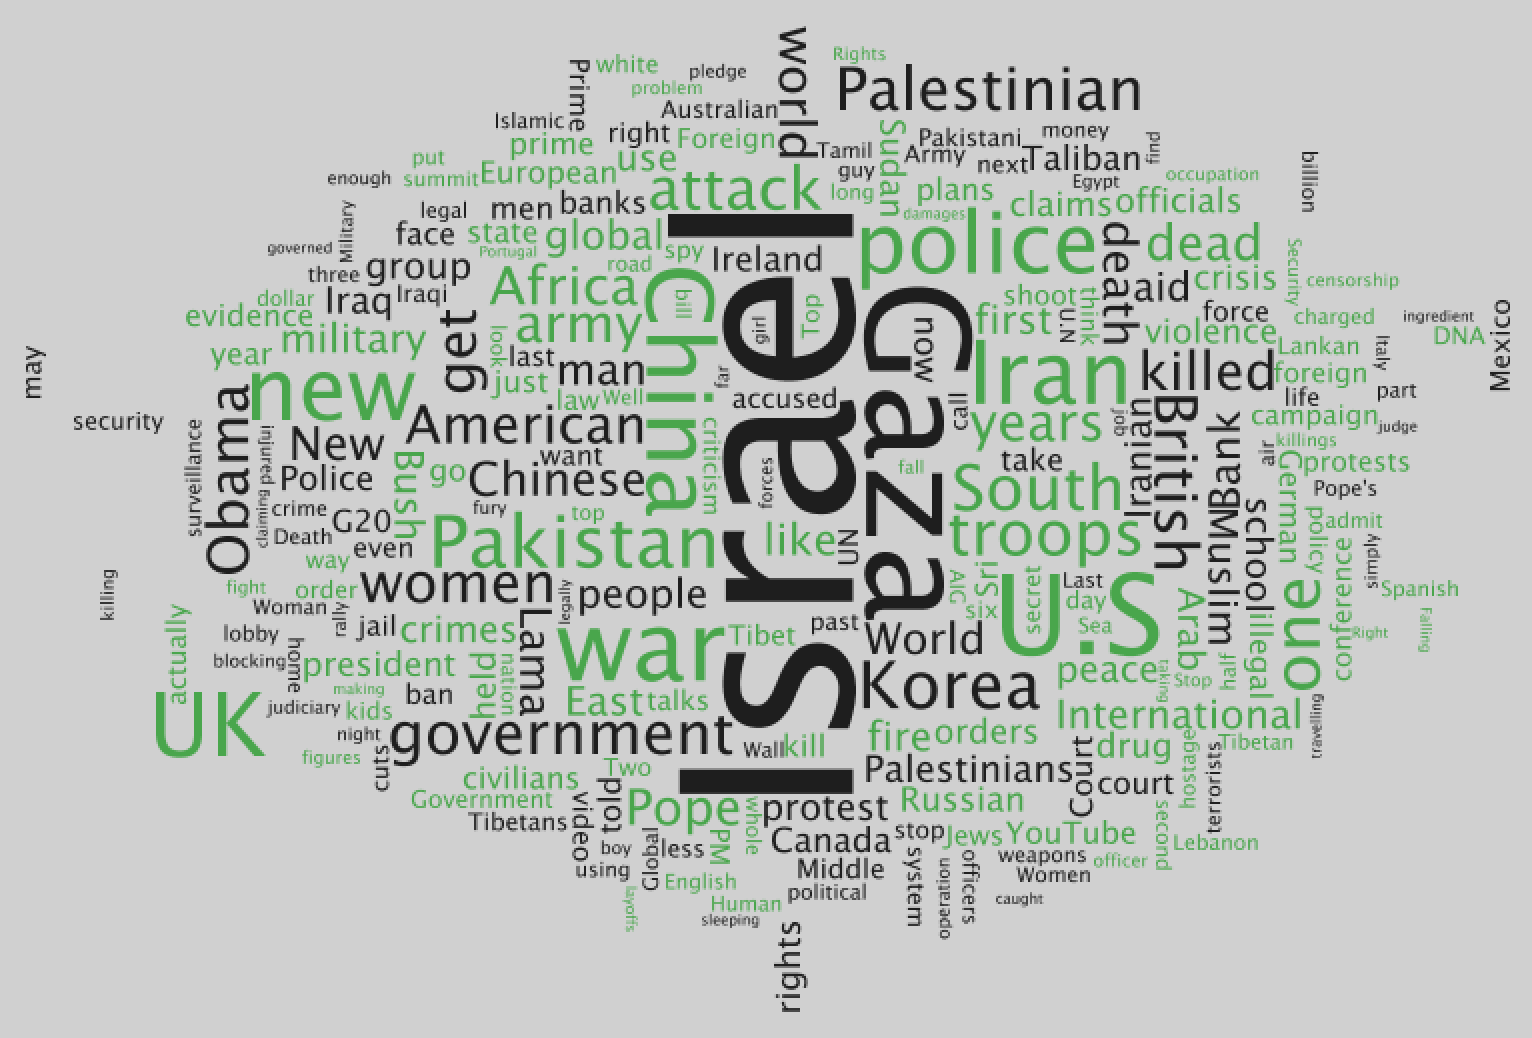 world
Rights
Prime
white
pledge
Palestinian
problem
Australian
Islamic
prime
right
Foreign
Sudan
Pakistani
money
find
Tamil
Army
next
Taliban
put
use
guy
billion
enough
summit
European
attack
long
plans
Egypt
occupation
legal
men
banks
damages
claims
officials
Military
face
state
global
police
death
dead
governed
Portugal
spy
Ireland
Security
three
group
road
China
bill
Israel
Top
aid
crisis
censorship
dollar
Iraq
Iraqi
Africa
girl
Gaza
now
shoot
think
force
charged
ingredient
evidence
army
first
U.N
violence
DNA
Mexico
may
year
military
get
look
last
man
far
Iran
killed
Lankan
Italy
new
just
law
Well
accused
call
foreign
life
part
security
Obama
American
criticism
years
job
Iranian
British
Bank
campaign
judge
surveillance
injured
New
want
forces
fall
take
air
killings
Police
Bush
go
Chinese
South
German
protests
Pope's
claiming
crime
G20
fury
top
Muslim
school
policy
admit
Death
even
Pakistan
like
UN
troops
conference
simply
way
killing
fight
order
women
legally
people
AIG
Sri
secret
Last
U.S
Arab
illegal
one
Spanish
actually
Woman
rally
Lama
war
Tibet
past
six
day
Sea
Falling
lobby
jail
crimes
World
Right
blocking
home
president
held
nation
Korea
peace
taking
Stop
half
making
ban
East
talks
UK
judiciary
kids
International
travelling
night
government
Wall
kill
fire
orders
Court
drug
hostage
terrorists
Tibetan
figures
cuts
civilians
Two
Palestinians
court
Government
told
Pope
whole
protest
Russian
second
Tibetans
video
PM
Canada
stop
Jews
YouTube
Lebanon
boy
Global
less
Middle
system
operation
officers
weapons
officer
using
English
political
Women
layoffs
Human
caught
sleeping
rights